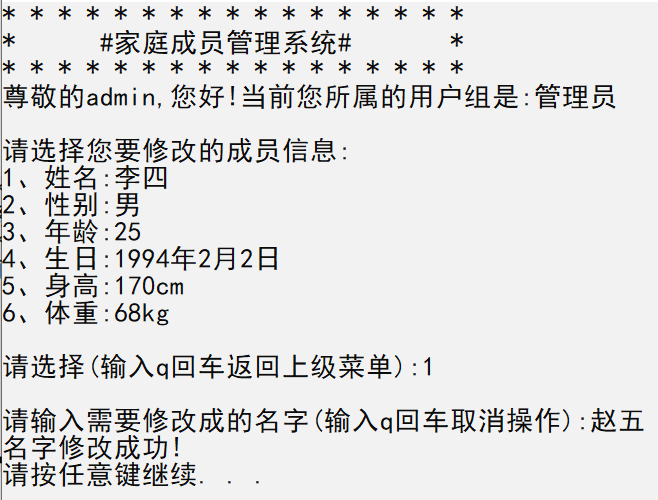 * * * * * * * * * * * * * * * * *
* #家庭成员管理系统# *
* * * * * * * * * * * * * * * * *
尊敬的admin,您好!当前您所属的用户组是:管理员
请选择您要修改的成员信息:
1、姓名:李四
2、性别:男
3、年龄:25
4、生日:1994年2月2日
5、身高:170cm
6、体重:68kg
请选择(输入q回车返回上级菜单):1
请输入需要修改成的名字(输入q回车取消操作):赵五
名字修改成功!
请按任意键继续. . .